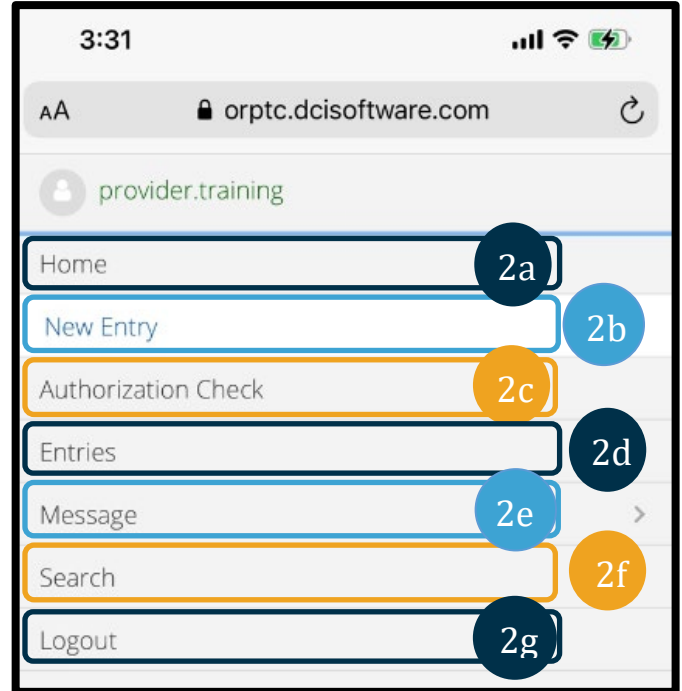 3:31
AA orptc.dcisoftware.com
provider.training
Home 2a
New Entry 2b
Authorization Check 2c
Entries 2d
Message 2e >
Search 2f
Logout 2g